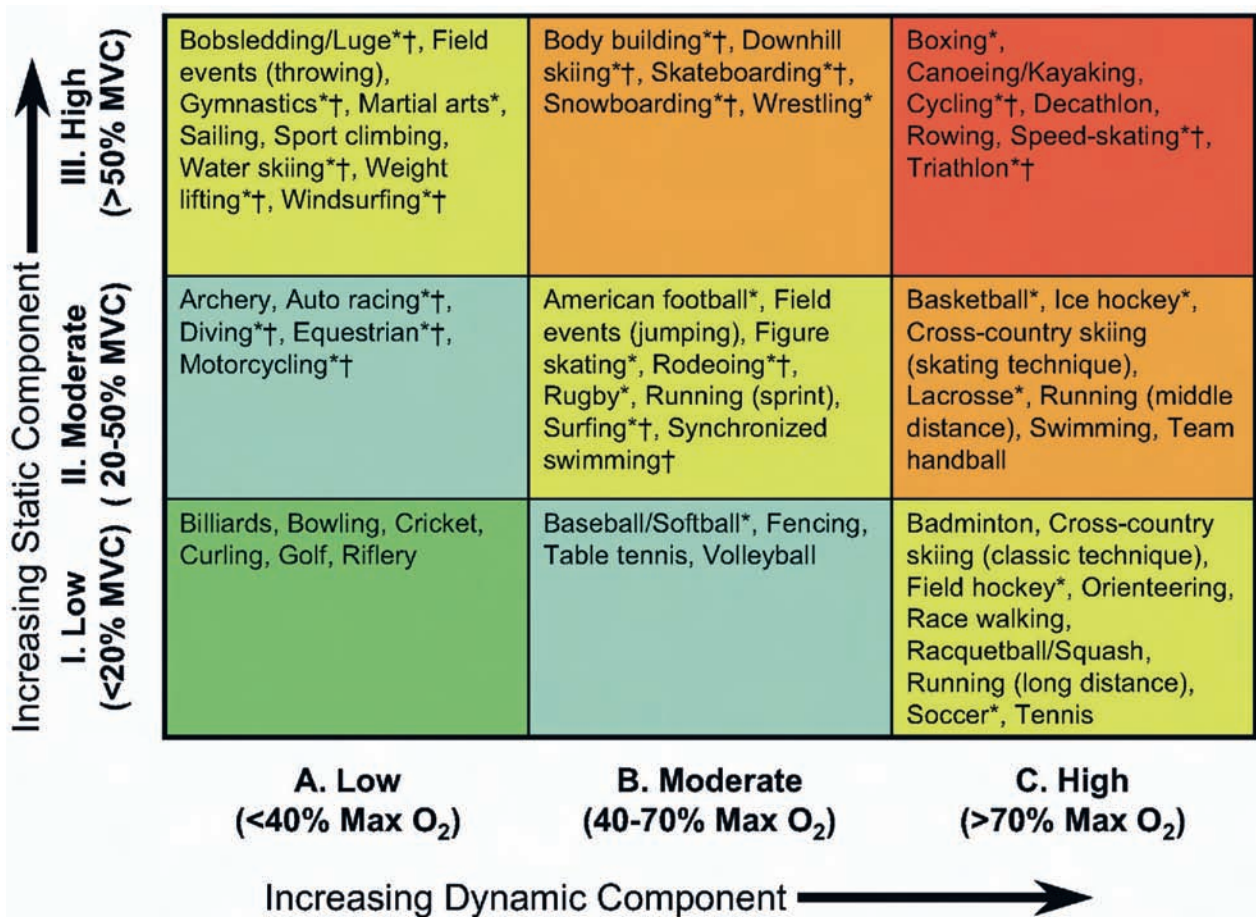 Increasing Static Component
III. High
(>50% MVC)
Bobsledding/Luge*†, Field
events (throwing),
Gymnastics*†, Martial arts*,
Sailing, Sport climbing,
Water skiing*†, Weight
lifting*†, Windsurfing*†
Body building*†, Downhill
skiing*†, Skateboarding*†,
Snowboarding*†, Wrestling*
Boxing*,
Canoeing/Kayaking,
Cycling*†, Decathlon,
Rowing, Speed-skating*†,
Triathlon*†
II. Moderate
( 20-50% MVC)
Archery, Auto racing*†,
Diving*†, Equestrian*†,
Motorcycling*†
American football*, Field
events (jumping), Figure
skating*, Rodeoing*†,
Rugby*, Running (sprint),
Surfing*†, Synchronized
swimming†
Basketball*, Ice hockey*,
Cross-country skiing
(skating technique),
Lacrosse*, Running (middle
distance), Swimming, Team
handball
I. Low
(<20% MVC)
Billiards, Bowling, Cricket,
Curling, Golf, Riflery
Baseball/Softball*, Fencing,
Table tennis, Volleyball
Badminton, Cross-country
skiing (classic technique),
Field hockey*, Orienteering,
Race walking,
Racquetball/Squash,
Running (long distance),
Soccer*, Tennis
A. Low
(<40% Max O₂)
B. Moderate
(40-70% Max O₂)
C. High
(>70% Max O₂)
Increasing Dynamic Component